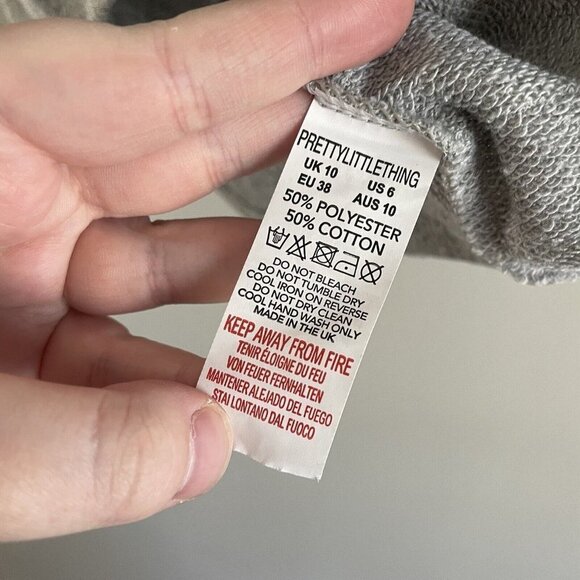 PRETTYLITTLETHING
UK 10 US 6
EU 38 AUS 10
50% POLYESTER
50% COTTON
DO NOT BLEACH
DO NOT TUMBLE DRY
COOL IRON ON REVERSE
DO NOT DRY CLEAN
COOL HAND WASH ONLY
MADE IN THE UK
KEEP AWAY FROM FIRE
TENIR ÉLOIGNE DU FEU
VON FEUER FERNHALTEN
MANTENER ALEJADO DEL FUEGO
STAI LONTANO DAL FUOCO